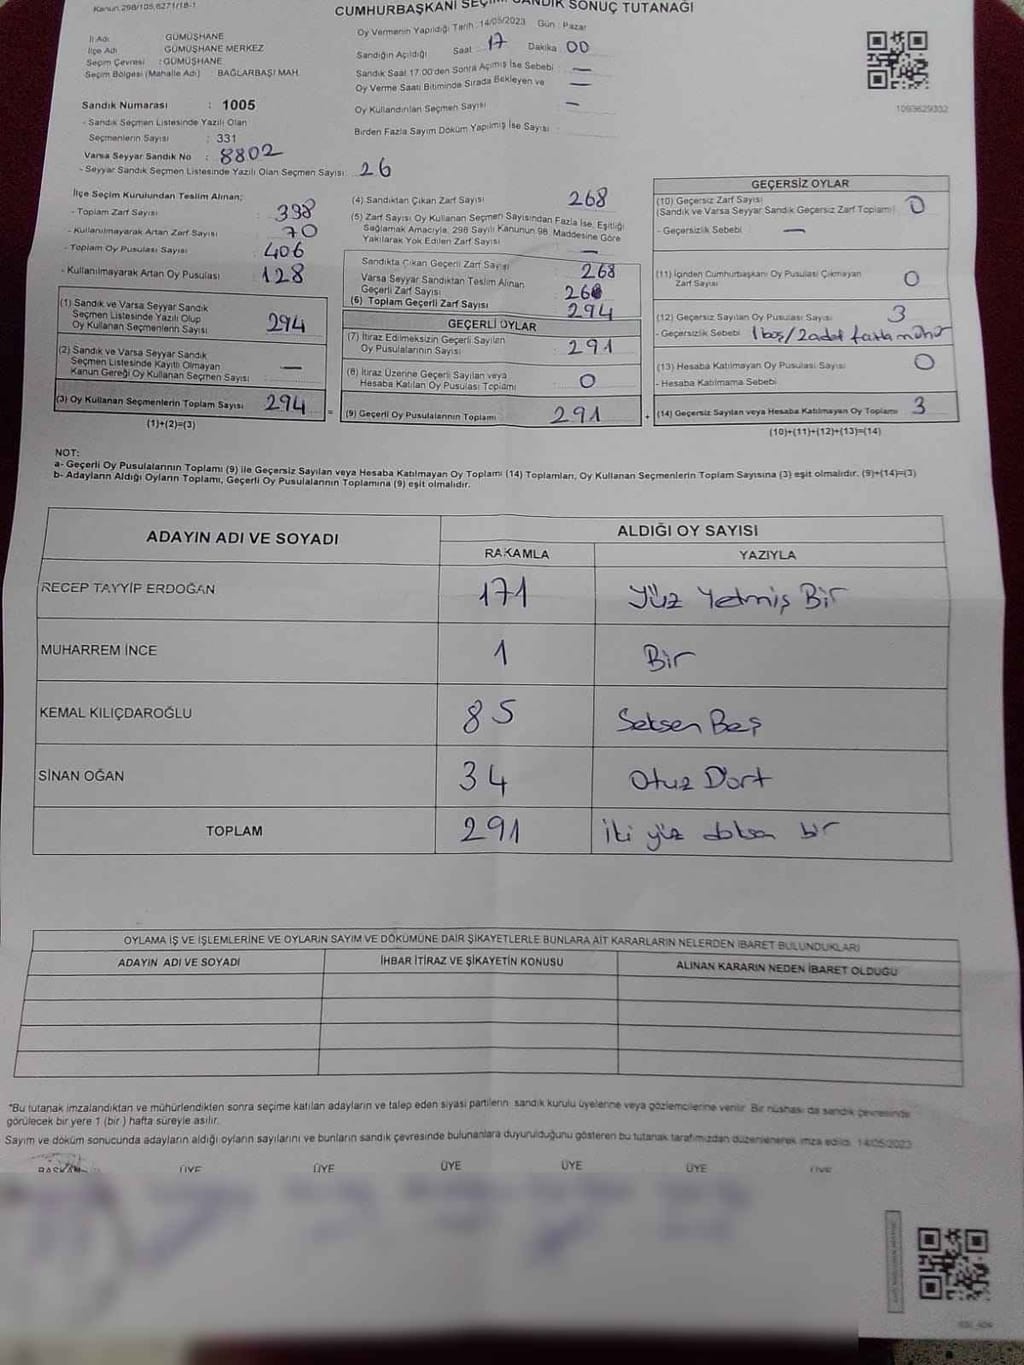 Kanun 298/105,6271/18-1
CUMHURBAŞKANI SEÇİMİ SANDIK SONUÇ TUTANAĞI
İl Adı GÜMÜŞHANE
İlçe Adı GÜMÜŞHANE MERKEZ
Seçim Çevresi : GÜMÜŞHANE
Seçim Bölgesi (Mahalle Adı) : BAĞLARBAŞI MAH.
Sandık Numarası : 1005
- Sandık Seçmen Listesinde Yazılı Olan
Seçmenlerin Sayısı : 331
Varsa Seyyar Sandık No : 8802
- Seyyar Sandık Seçmen Listesinde Yazılı Olan Seçmen Sayısı: 26
Oy Vermenin Yapıldığı Tarih : 14/05/2023 Gün : Pazar
Sandığın Açıldığı Saat 17 Dakika 00
Sandık Saat 17.00'den Sonra Açmış İse Sebebi —
Oy Verme Saati Bitiminde Sırada Bekleyen ve —
Oy Kullandırılan Seçmen Sayısı —
Birden Fazla Sayım Döküm Yapılmış İse Sayısı
1093629332
İlçe Seçim Kurulundan Teslim Alınan;
- Toplam Zarf Sayısı
- Kullanılmayarak Artan Zarf Sayısı : 70
- Toplam Oy Pusulası Sayısı : 406
- Kullanılmayarak Artan Oy Pusulası : 128
(1) Sandık ve Varsa Seyyar Sandık
Seçmen Listesinde Yazılı Olup
Oy Kullanan Seçmenlerin Sayısı 294
(2) Sandık ve Varsa Seyyar Sandık
Seçmen Listesinde Kayıtlı Olmayan
Kanun Gereği Oy Kullanan Seçmen Sayısı —
(3) Oy Kullanan Seçmenlerin Toplam Sayısı 294
(1)+(2)=(3)
(4) Sandıktan Çıkan Zarf Sayısı 268
(5) Zarf Sayısı Oy Kullanan Seçmen Sayısından Fazla İse, Eşitliği
Sağlamak Amacıyla, 298 Sayılı Kanunun 98. Maddesine Göre
Yakılarak Yok Edilen Zarf Sayısı —
Sandıkta Çıkan Geçerli Zarf Sayısı : 268
Varsa Seyyar Sandıktan Teslim Alınan
Geçerli Zarf Sayısı
(6) Toplam Geçerli Zarf Sayısı 294
GEÇERLİ OYLAR
(7) İtiraz Edilmeksizin Geçerli Sayılan
Oy Pusulalarının Sayısı : 291
(8) İtiraz Üzerine Geçerli Sayılan veya
Hesaba Katılan Oy Pusulası Toplamı 0
(9) Geçerli Oy Pusulalarının Toplamı 291
GEÇERSİZ OYLAR
(10) Geçersiz Zarf Sayısı
(Sandık ve Varsa Seyyar Sandık Geçersiz Zarf Toplamı) 0
- Geçersizlik Sebebi —
(11) İçinden Cumhurbaşkanı Oy Pusulası Çıkmayan
Zarf Sayısı 0
(12) Geçersiz Sayılan Oy Pusulası Sayısı 3
- Geçersizlik Sebebi 1 boş/2 adet fazla mühür
(13) Hesaba Katılmayan Oy Pusulası Sayısı 0
- Hesaba Katılmama Sebebi
(14) Geçersiz Sayılan veya Hesaba Katılmayan Oy Toplamı 3
(10)+(11)+(12)+(13)=(14)
NOT:
a- Geçerli Oy Pusulalarının Toplamı (9) ile Geçersiz Sayılan veya Hesaba Katılmayan Oy Toplamı (14) Toplamları, Oy Kullanan Seçmenlerin Toplam Sayısına (3) eşit olmalıdır. (9)+(14)=(3)
b- Adayların Aldığı Oyların Toplamı, Geçerli Oy Pusulalarının Toplamına (9) eşit olmalıdır.
ADAYIN ADI VE SOYADI
ALDIĞI OY SAYISI
RAKAMLA YAZIYLA
RECEP TAYYİP ERDOĞAN 171 Yüz Yetmiş Bir
MUHARREM İNCE 1 Bir
KEMAL KILIÇDAROĞLU 85 Seksen Beş
SİNAN OĞAN 34 Otuz Dört
TOPLAM 291 İki yüz doksan bir
OYLAMA İŞ VE İŞLEMLERİNE VE OYLARIN SAYIM VE DÖKÜMÜNE DAİR ŞİKAYETLERLE BUNLARA AİT KARARLARIN NELERDEN İBARET BULUNDUKLARI
ADAYIN ADI VE SOYADI İHBAR İTİRAZ VE ŞİKAYETİN KONUSU ALINAN KARARIN NEDEN İBARET OLDUĞU
"Bu tutanak imzalandıktan ve mühürlendikten sonra seçime katılan adayların ve talep eden siyasi partilerin sandık kurulu üyelerine veya gözlemcilerine verilir. Bir nüshası da sandık çevresinde
görülecek bir yere 1 (bir) hafta süreyle asılır.
Sayım ve döküm sonucunda adayların aldığı oyların sayılarını ve bunların sandık çevresinde bulunanlara duyurulduğunu gösteren bu tutanak tarafımızdan düzenlenerek imza edildi. 14/05/2023
BAŞKAN ÜYE ÜYE ÜYE ÜYE ÜYE ÜYE